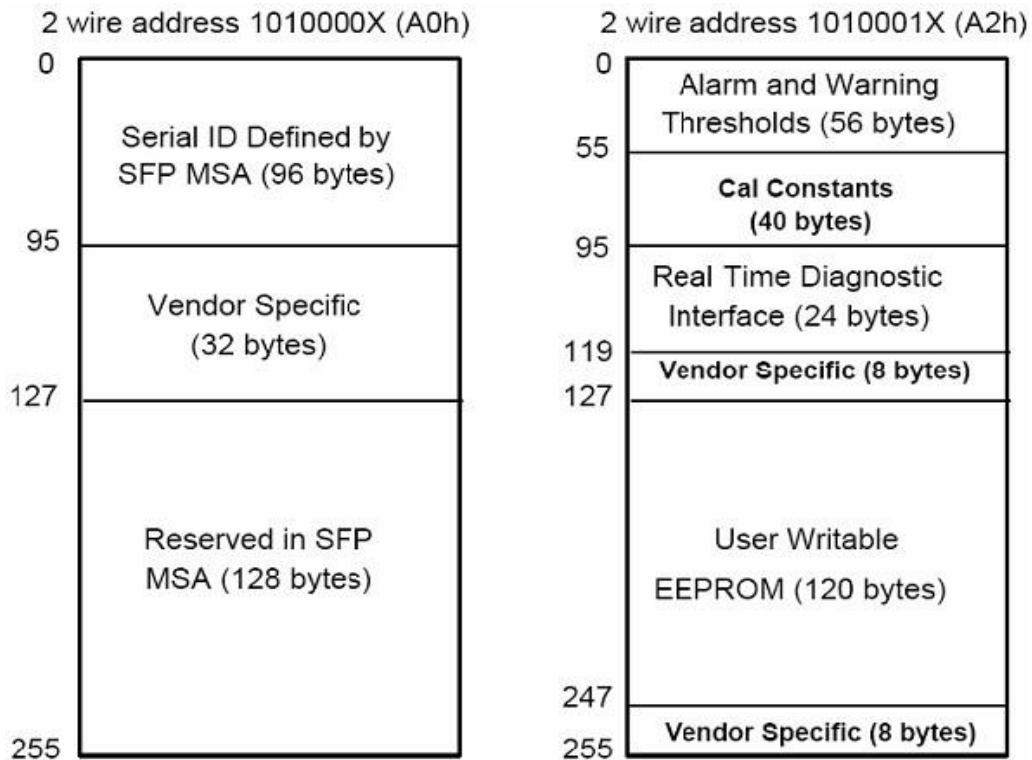 2 wire address 1010000X (A0h)
0
Serial ID Defined by
SFP MSA (96 bytes)
95
Vendor Specific
(32 bytes)
127
Reserved in SFP
MSA (128 bytes)
255
2 wire address 1010001X (A2h)
0
Alarm and Warning
Thresholds (56 bytes)
55
Cal Constants
(40 bytes)
95
Real Time Diagnostic
Interface (24 bytes)
119
Vendor Specific (8 bytes)
127
User Writable
EEPROM (120 bytes)
247
Vendor Specific (8 bytes)
255